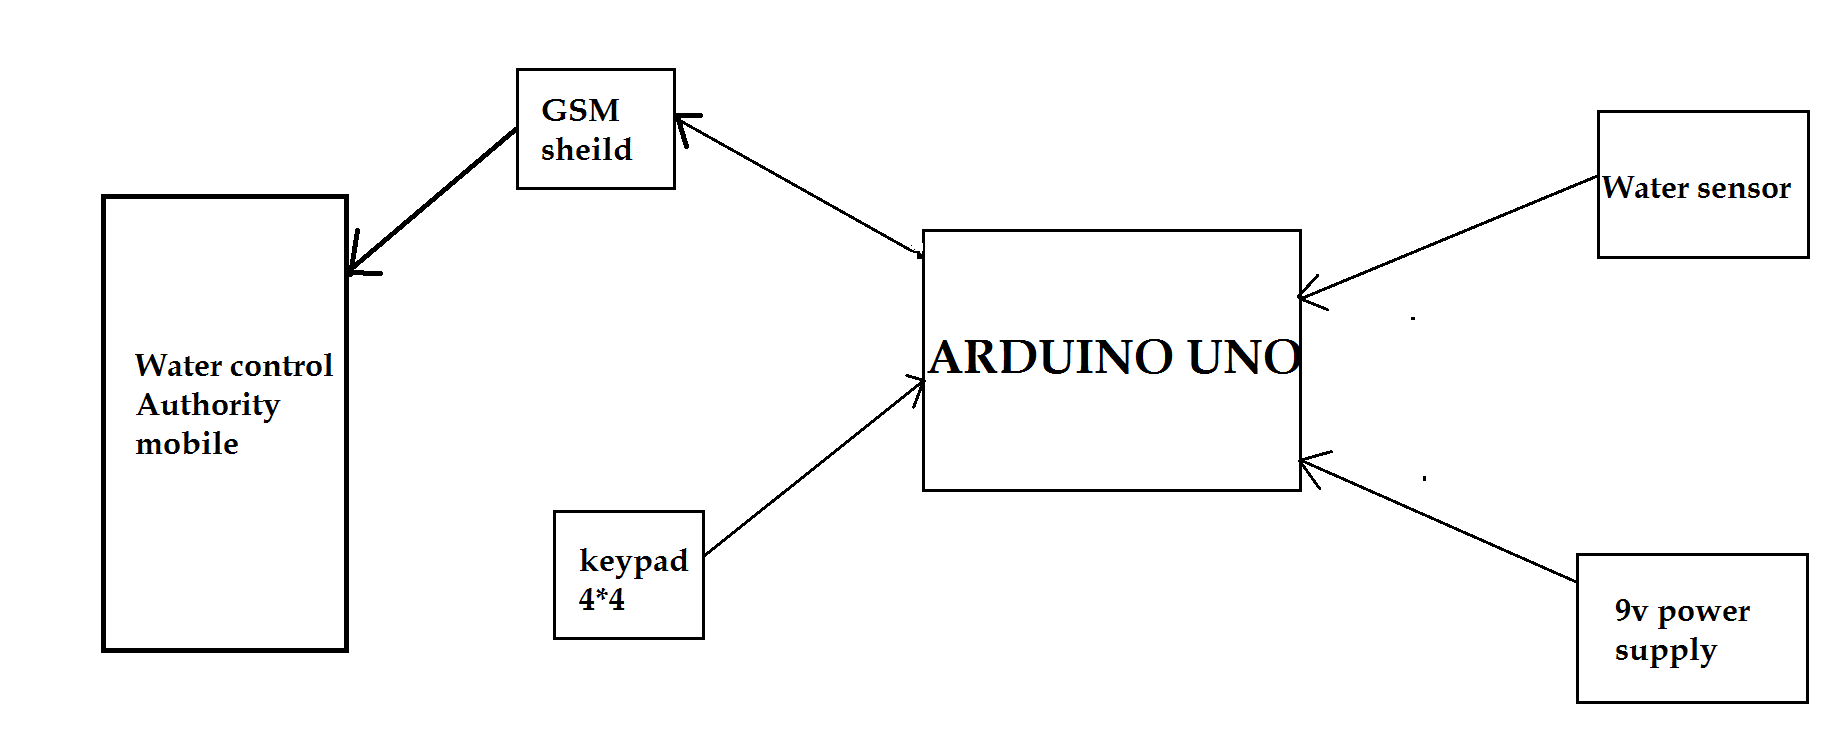 GSM
sheild
Water sensor
Water control
Authority
mobile
ARDUINO UNO
keypad
4*4
9v power
supply